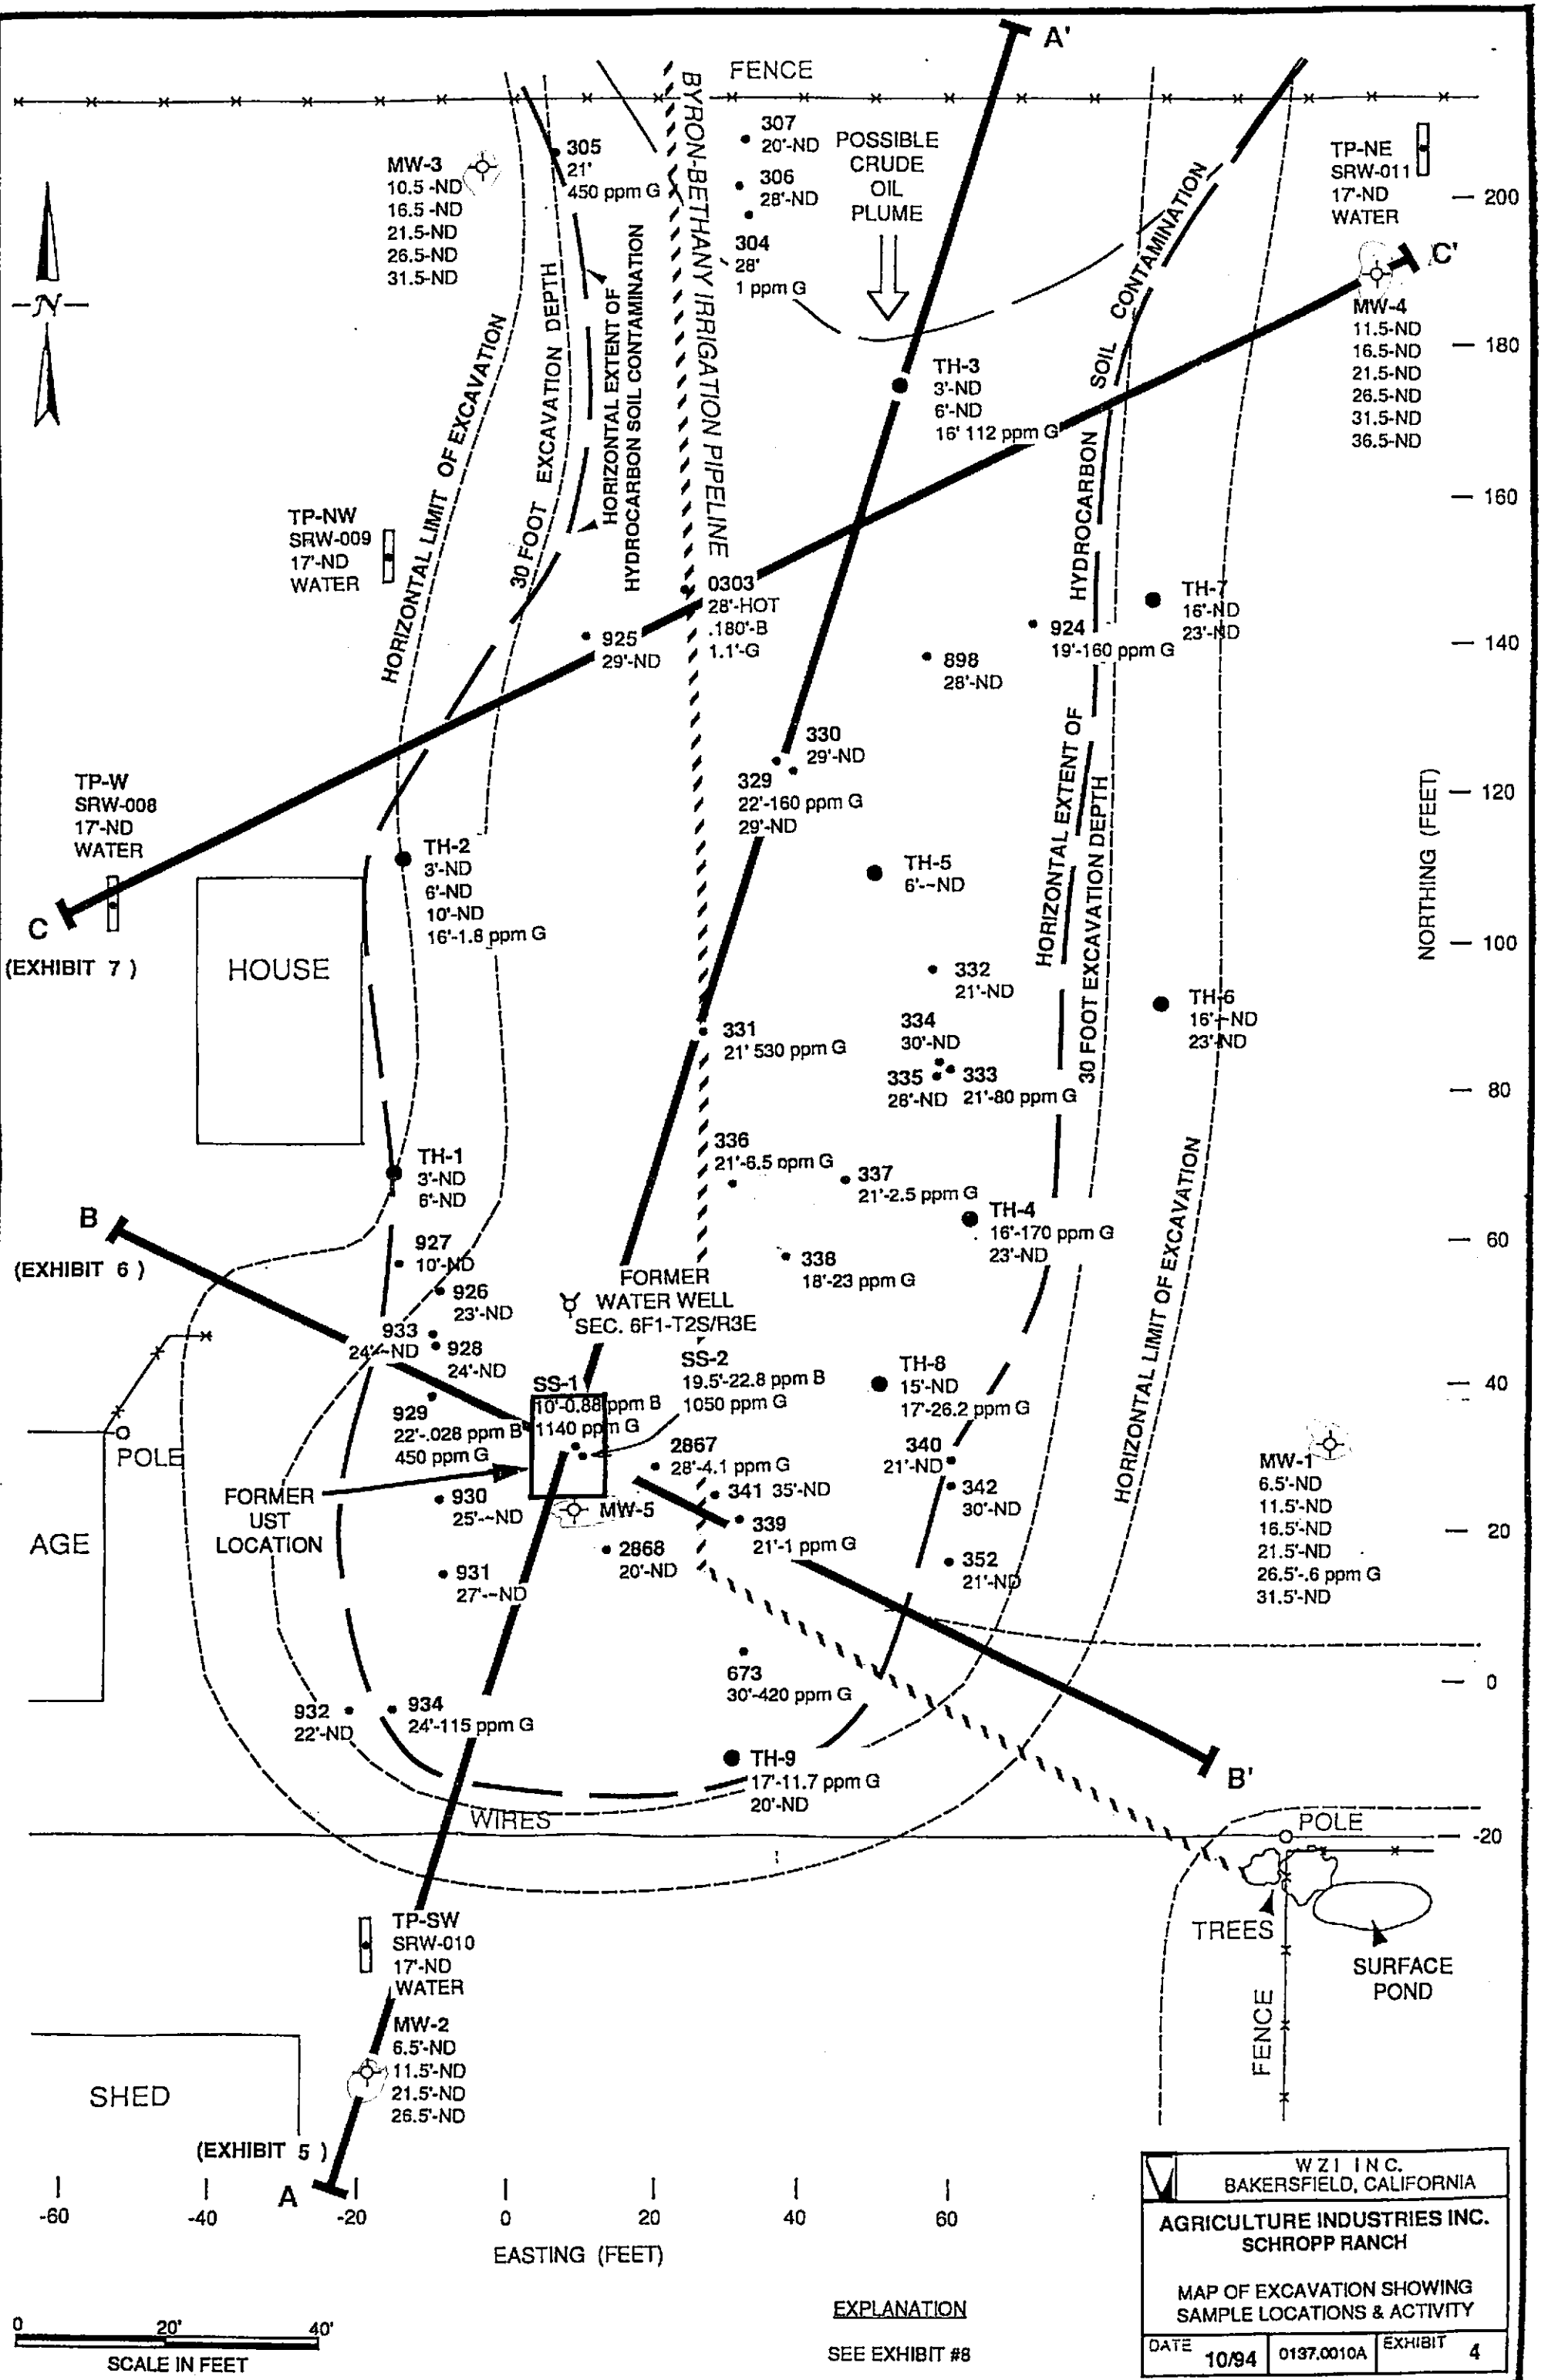 A'
FENCE
BYRON-BETHANY IRRIGATION PIPELINE
307
20'-ND
306
28'-ND
304
28'
1 ppm G
POSSIBLE
CRUDE
OIL
PLUME
305
21'
450 ppm G
MW-3
10.5 -ND
16.5 -ND
21.5-ND
26.5-ND
31.5-ND
TP-NE
SRW-011
17'-ND
WATER
200
C'
MW-4
11.5-ND
16.5-ND
21.5-ND
26.5-ND
31.5-ND
36.5-ND
180
N
HORIZONTAL LIMIT OF EXCAVATION
30 FOOT EXCAVATION DEPTH
HORIZONTAL EXTENT OF
HYDROCARBON SOIL CONTAMINATION
HYDROCARBON SOIL CONTAMINATION
TH-3
3'-ND
6'-ND
16' 112 ppm G
160
TP-NW
SRW-009
17'-ND
WATER
0303
28'-HOT
.180'-B
1.1'-G
925
29'-ND
TH-7
16'-ND
23'-ND
924
19'-160 ppm G
140
898
28'-ND
330
29'-ND
329
22'-160 ppm G
29'-ND
HORIZONTAL EXTENT OF
30 FOOT EXCAVATION DEPTH
120
NORTHING (FEET)
TP-W
SRW-008
17'-ND
WATER
TH-2
3'-ND
6'-ND
10'-ND
16'-1.8 ppm G
TH-5
6'-~ND
C
(EXHIBIT 7 )
HOUSE
100
332
21'-ND
TH-6
16'-~ND
23'-ND
334
30'-ND
331
21' 530 ppm G
335
28'-ND
333
21'-80 ppm G
80
336
21'-6.5 ppm G
337
21'-2.5 ppm G
TH-1
3'-ND
6'-ND
TH-4
16'-170 ppm G
23'-ND
B
(EXHIBIT 6 )
60
927
10'-ND
926
23'-ND
338
18'-23 ppm G
HORIZONTAL LIMIT OF EXCAVATION
FORMER
WATER WELL
SEC. 6F1-T2S/R3E
933
24'-~ND
928
24'-ND
SS-2
19.5'-22.8 ppm B
1050 ppm G
TH-8
15'-ND
17'-26.2 ppm G
40
SS-1
10'-0.88 ppm B
1140 ppm G
929
22'-.028 ppm B
450 ppm G
POLE
2867
28'-4.1 ppm G
340
21'-ND
342
30'-ND
MW-1
6.5'-ND
11.5'-ND
16.5'-ND
21.5'-ND
26.5'-.6 ppm G
31.5'-ND
FORMER
UST
LOCATION
930
25'-~ND
MW-5
341 35'-ND
339
21'-1 ppm G
20
AGE
931
27'-~ND
2868
20'-ND
352
21'-ND
673
30'-420 ppm G
0
932
22'-ND
934
24'-115 ppm G
TH-9
17'-11.7 ppm G
20'-ND
B'
WIRES
POLE
-20
TREES
SURFACE
POND
FENCE
TP-SW
SRW-010
17'-ND
WATER
MW-2
6.5'-ND
11.5'-ND
21.5'-ND
26.5'-ND
SHED
(EXHIBIT 5 )
A
-60 -40 -20 0 20 40 60
EASTING (FEET)
0 20' 40'
SCALE IN FEET
EXPLANATION
SEE EXHIBIT #8
WZI INC.
BAKERSFIELD, CALIFORNIA
AGRICULTURE INDUSTRIES INC.
SCHROPP RANCH
MAP OF EXCAVATION SHOWING
SAMPLE LOCATIONS & ACTIVITY
DATE 10/94 0137.0010A EXHIBIT 4